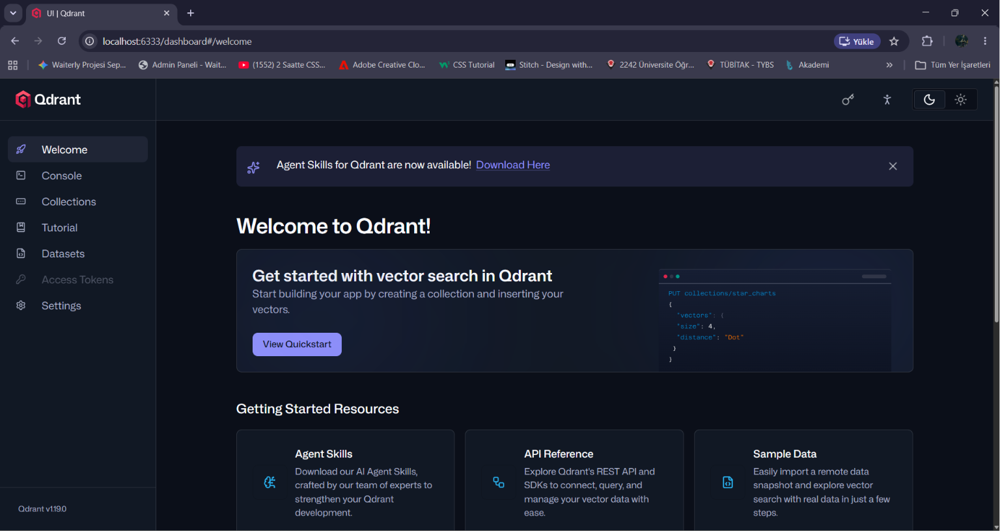 UI | Qdrant
localhost:6333/dashboard#/welcome
Yükle
Waiterly Projesi Sep...
Admin Paneli - Wait...
(1552) 2 Saatte CSS...
Adobe Creative Clo...
CSS Tutorial
Stitch - Design with...
2242 Üniversite Öğr...
TÜBİTAK - TYBS
Akademi
Tüm Yer İşaretleri
Qdrant
Welcome
Console
Collections
Tutorial
Datasets
Access Tokens
Settings
Qdrant v1.19.0
Agent Skills for Qdrant are now available! Download Here
Welcome to Qdrant!
Get started with vector search in Qdrant
Start building your app by creating a collection and inserting your
vectors.
View Quickstart
PUT collections/star_charts
{
"vectors": {
"size": 4,
"distance": "Dot"
}
}
Getting Started Resources
Agent Skills
Download our AI Agent Skills,
crafted by our team of experts to
strengthen your Qdrant
development.
API Reference
Explore Qdrant's REST API and
SDKs to connect, query, and
manage your vector data with
ease.
Sample Data
Easily import a remote data
snapshot and explore vector
search with real data in just a few
steps.